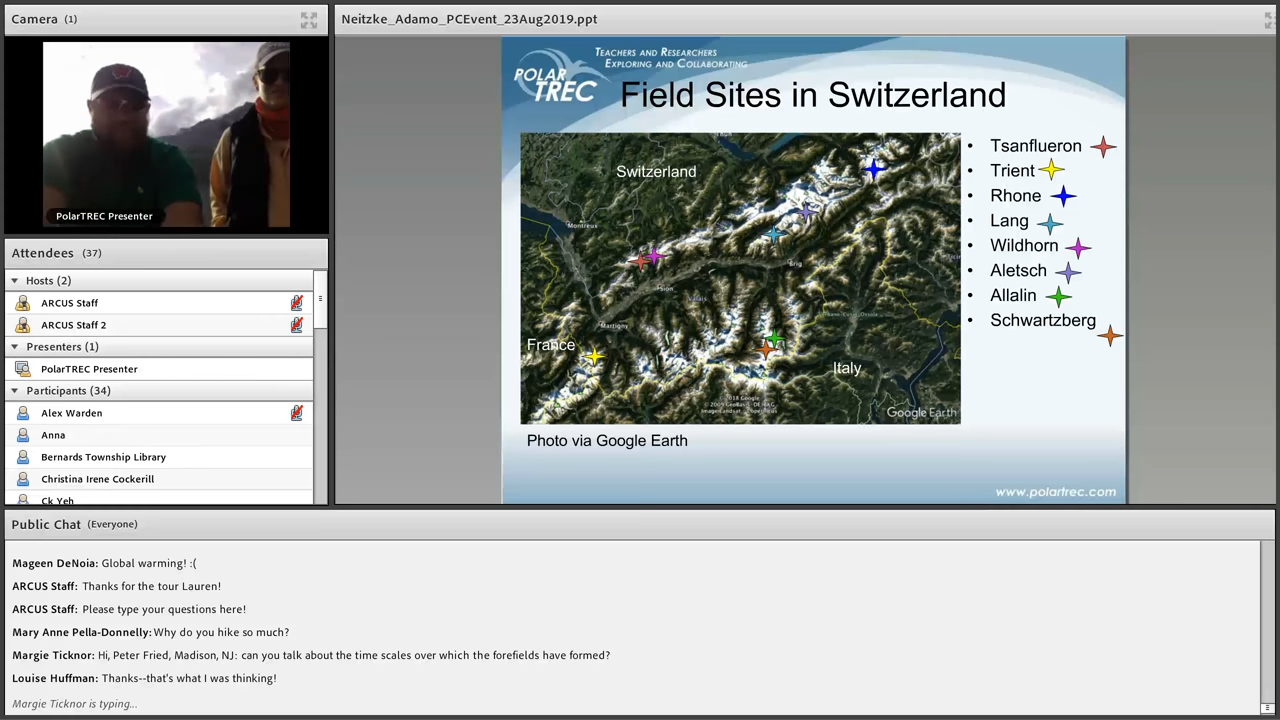 Camera (1)
PolarTREC Presenter
Attendees (37)
Hosts (2)
ARCUS Staff
ARCUS Staff 2
Presenters (1)
PolarTREC Presenter
Participants (34)
Alex Warden
Anna
Bernards Township Library
Christina Irene Cockerill
Ck Yeh
Neitzke_Adamo_PCEvent_23Aug2019.ppt
TEACHERS AND RESEARCHERS
EXPLORING AND COLLABORATING
POLAR
TREC
Field Sites in Switzerland
Switzerland
Montreux
Brig
Sion
Valais
Martigny
France
Italy
Google Earth
• Tsanflueron
• Trient
• Rhone
• Lang
• Wildhorn
• Aletsch
• Allalin
• Schwartzberg
Photo via Google Earth
www.polartrec.com
Public Chat (Everyone)
Mageen DeNoia: Global warming! :(
ARCUS Staff: Thanks for the tour Lauren!
ARCUS Staff: Please type your questions here!
Mary Anne Pella-Donnelly: Why do you hike so much?
Margie Ticknor: Hi, Peter Fried, Madison, NJ: can you talk about the time scales over which the forefields have formed?
Louise Huffman: Thanks--that's what I was thinking!
Margie Ticknor is typing...